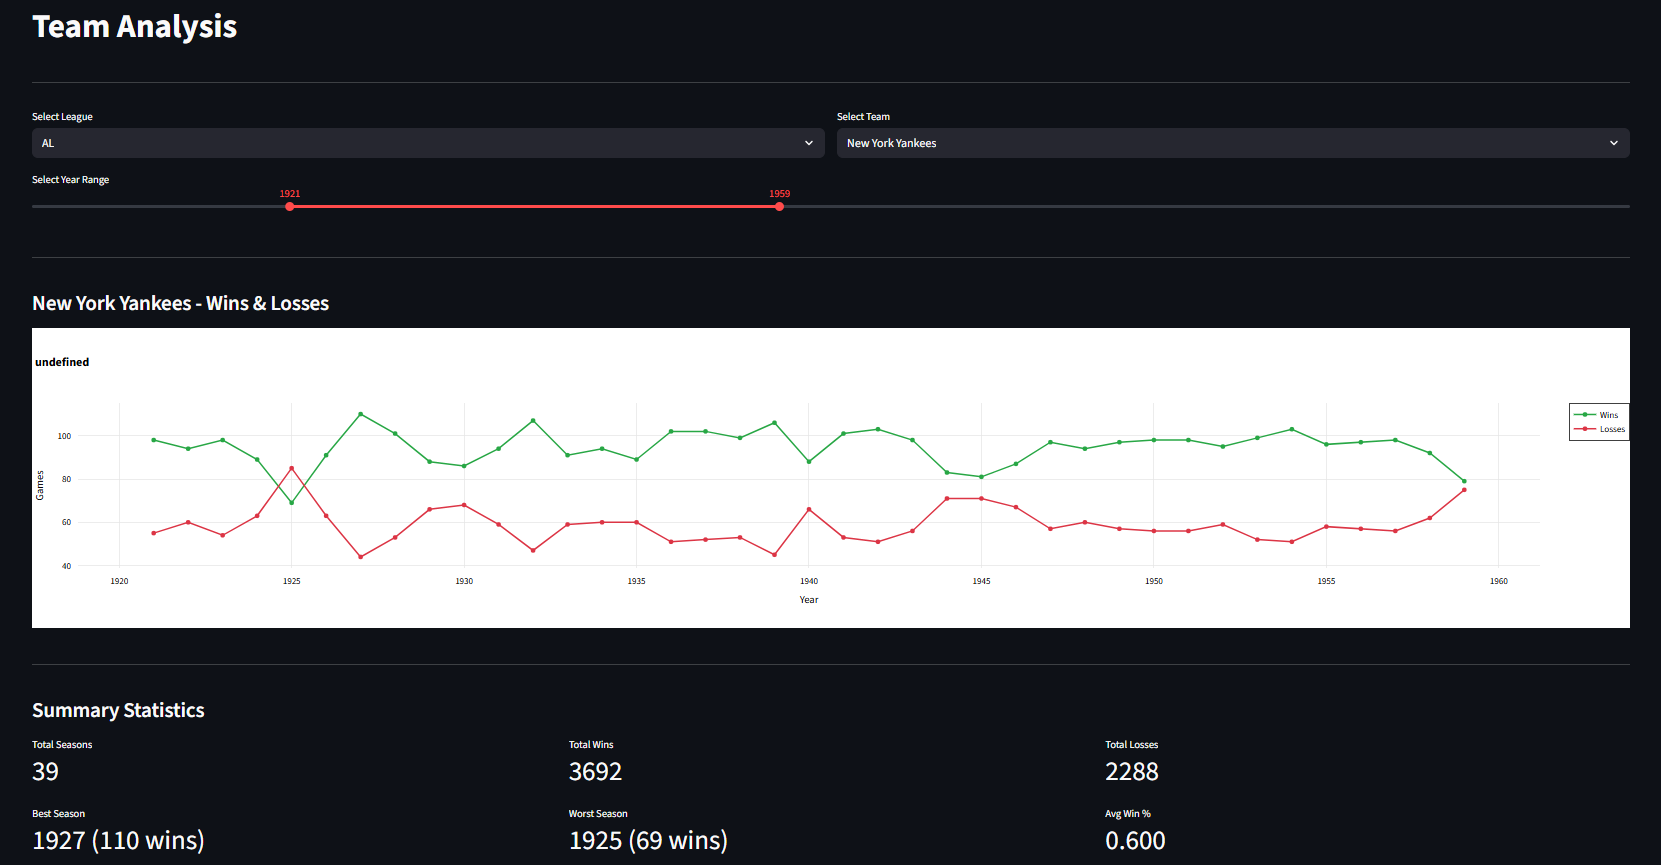 Team Analysis
Select League
Select Team
AL
New York Yankees
Select Year Range
1921
1959
New York Yankees - Wins & Losses
undefined
Wins
Losses
100
80
60
40
Games
1920
1925
1930
1935
1940
1945
1950
1955
1960
Year
Summary Statistics
Total Seasons
39
Total Wins
3692
Total Losses
2288
Best Season
1927 (110 wins)
Worst Season
1925 (69 wins)
Avg Win %
0.600